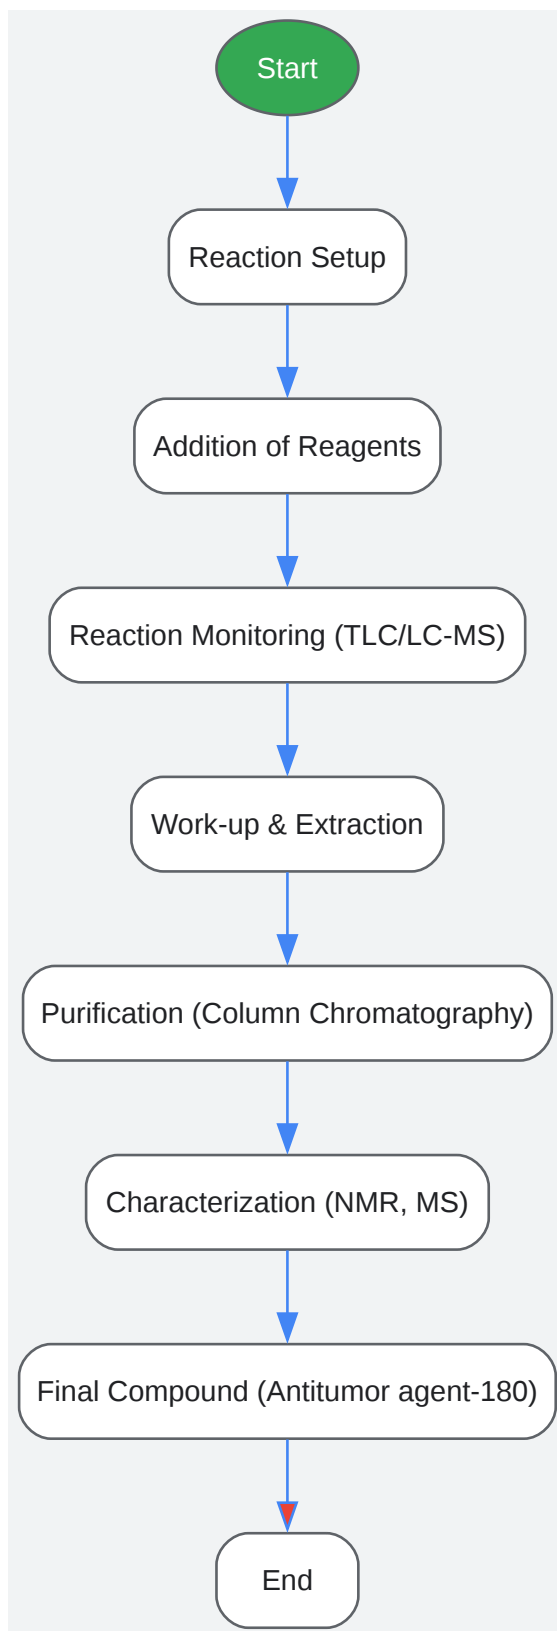 Start
Reaction Setup
Addition of Reagents
Reaction Monitoring (TLC/LC-MS)
Work-up & Extraction
Purification (Column Chromatography)
Characterization (NMR, MS)
Final Compound (Antitumor agent-180)
End